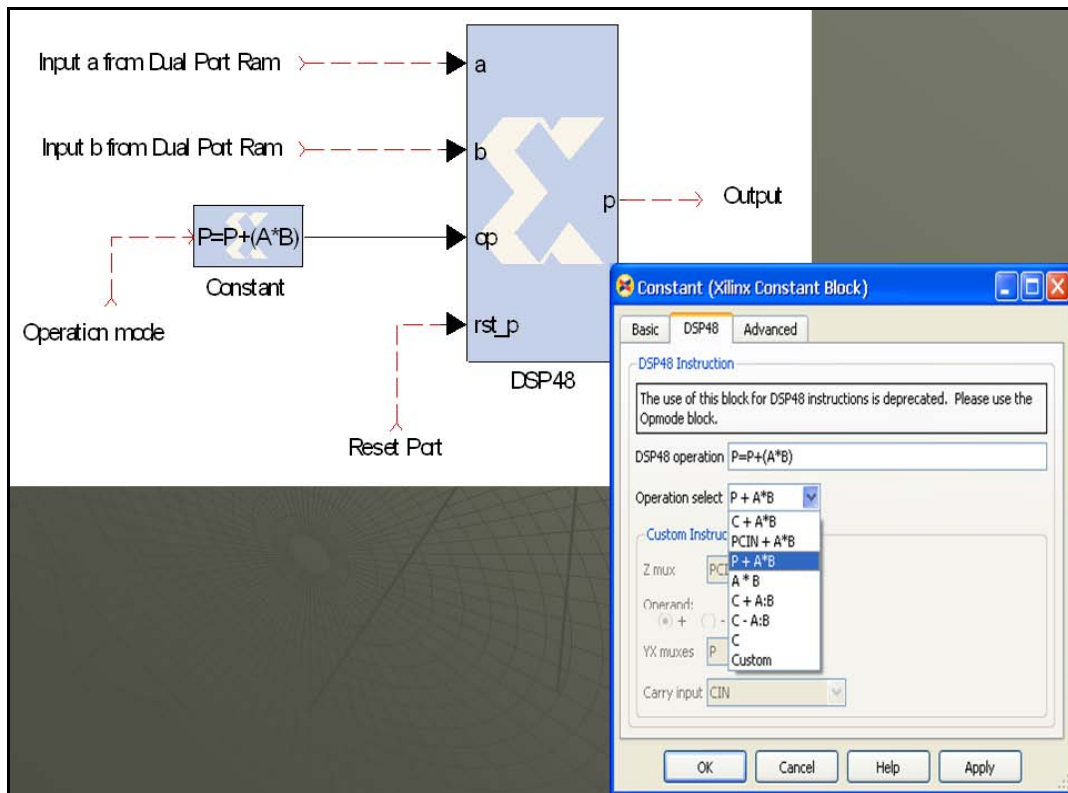 Input a from Dual Port Ram
a
Input b from Dual Port Ram
b
p
Output
P=P+(A*B)
op
Constant
Operation mode
rst_p
DSP48
Reset Port
Constant (Xilinx Constant Block)
Basic
DSP48
Advanced
DSP48 Instruction
The use of this block for DSP48 instructions is deprecated. Please use the
Opmode block.
DSP48 operation P=P+(A*B)
Operation select P + A*B
C + A*B
PCIN + A*B
P + A*B
A * B
C + A:B
C - A:B
C
Custom
Custom Instruc
Z mux PCI
Operand:
+ -
YX muxes P
Carry input CIN
OK
Cancel
Help
Apply